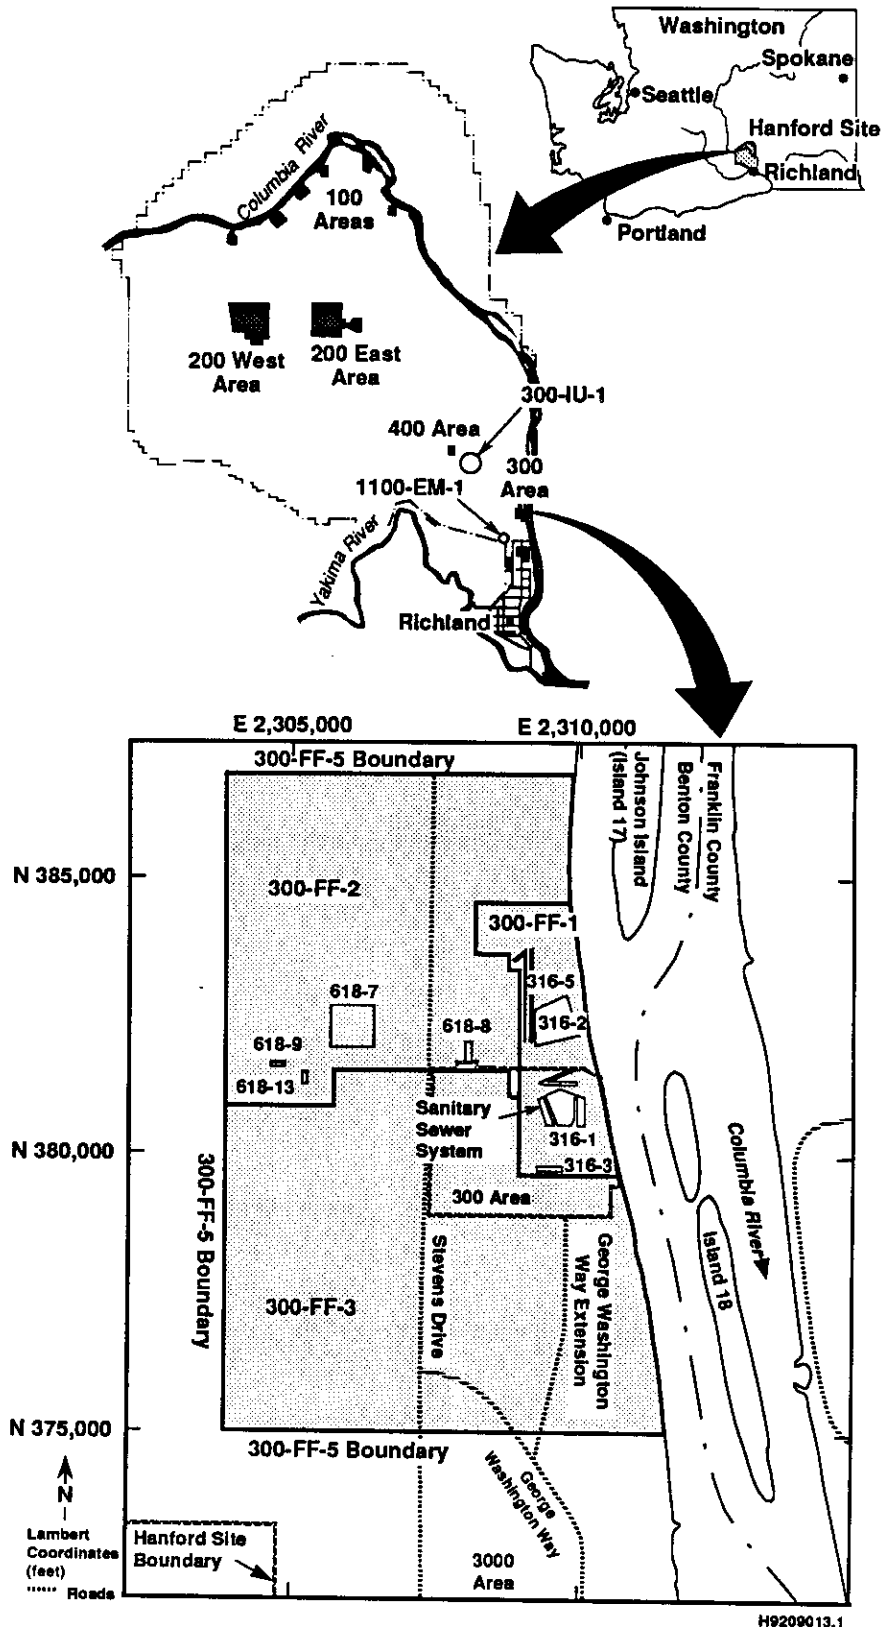 Washington
Spokane
Seattle
Hanford Site
Richland
Portland
Columbia River
100
Areas
200 West
Area
200 East
Area
300-IU-1
400 Area
300
Area
1100-EM-1
Yakima River
Richland
E 2,305,000
E 2,310,000
300-FF-5 Boundary
Johnson Island
(Island 17)
Franklin County
Benton County
N 385,000
300-FF-2
300-FF-1
316-5
618-7
316-2
618-8
618-9
618-13
Sanitary
Sewer
System
316-1
316-3
N 380,000
300 Area
Columbia River
Island 18
300-FF-5 Boundary
300-FF-3
Stevens Drive
George Washington
Way Extension
N 375,000
300-FF-5 Boundary
George
Washington Way
N
Lambert
Coordinates
(feet)
Roads
Hanford Site
Boundary
3000
Area
H9209013.1